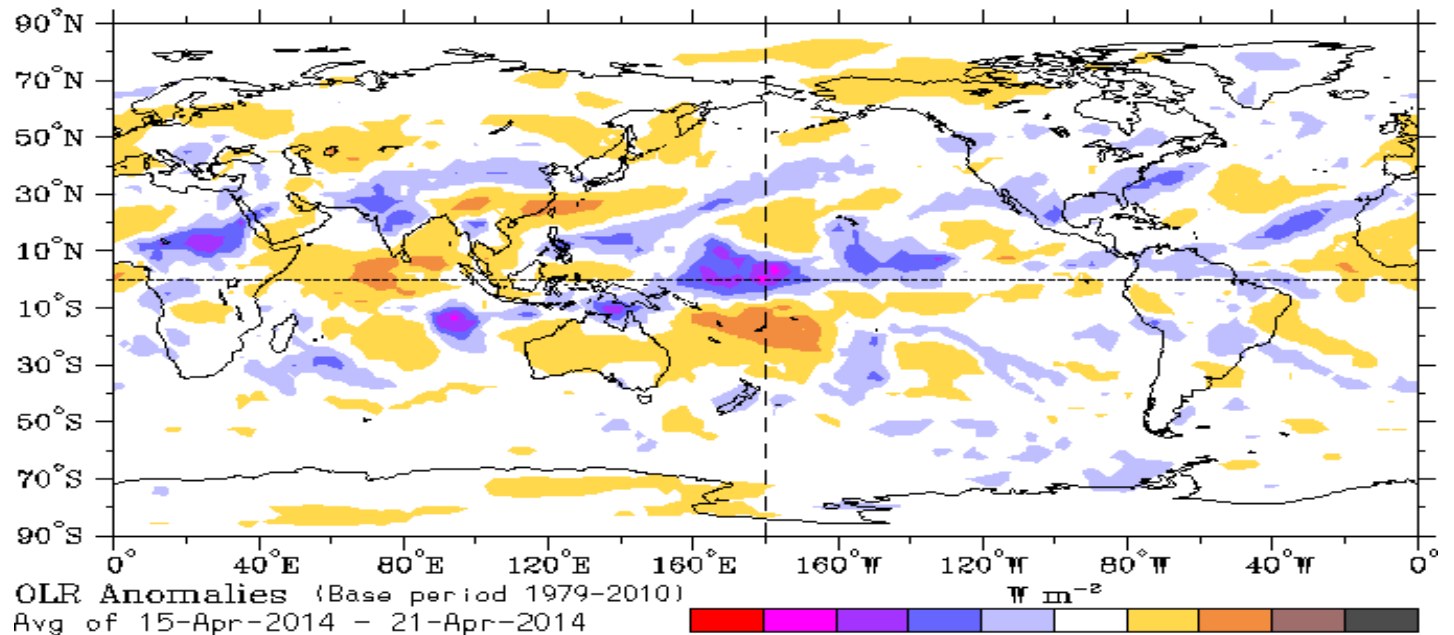 90°N
70°N
50°N
30°N
10°N
10°S
30°S
50°S
70°S
90°S
0° 40°E 80°E 120°E 160°E 160°W 120°W 80°W 40°W 0°
OLR Anomalies (Base period 1979-2010) W m⁻²
Avg of 15-Apr-2014 - 21-Apr-2014